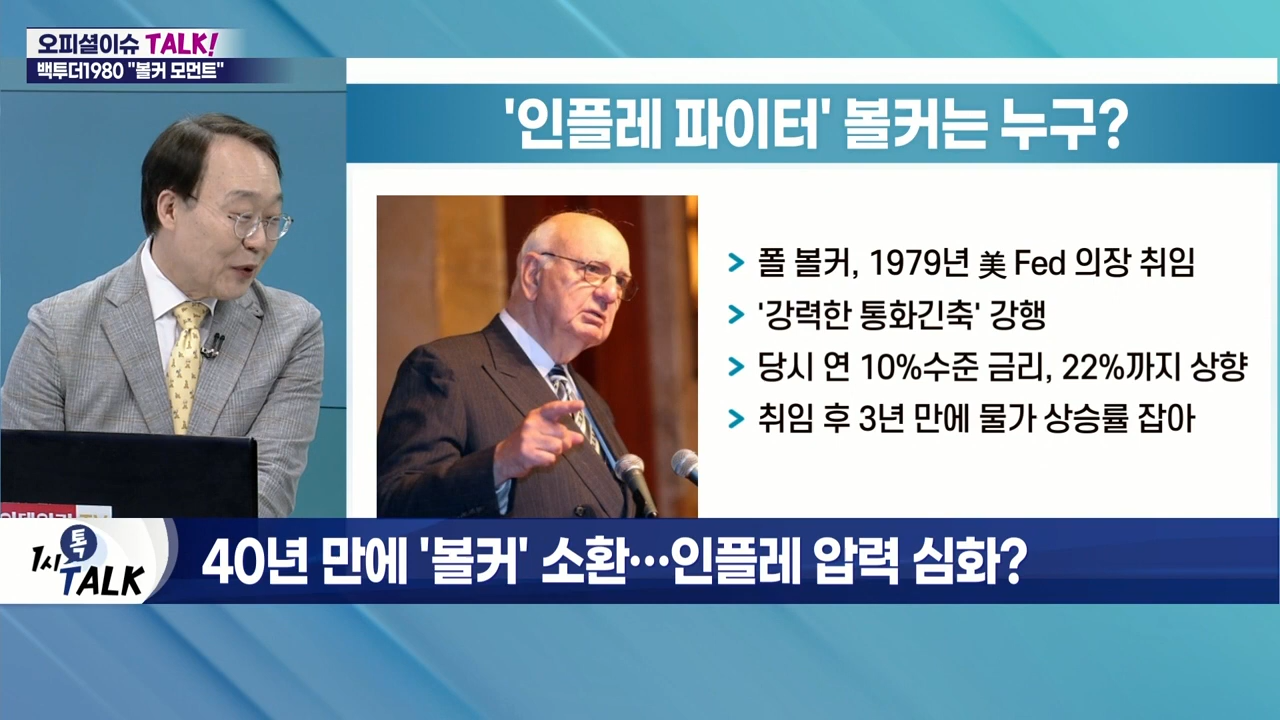 오피셜이슈 TALK!
백투더1980 "볼커 모먼트"
'인플레 파이터' 볼커는 누구?
> 폴 볼커, 1979년 美 Fed 의장 취임
> '강력한 통화긴축' 강행
> 당시 연 10%수준 금리, 22%까지 상향
> 취임 후 3년 만에 물가 상승률 잡아
1시 톡 TALK
40년 만에 '볼커' 소환…인플레 압력 심화?